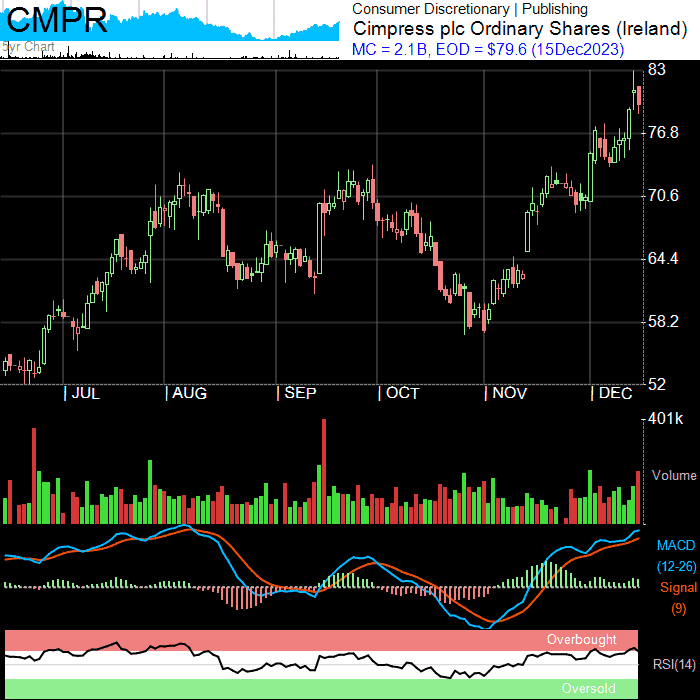 CMPR
5yr Chart
Consumer Discretionary | Publishing
Cimpress plc Ordinary Shares (Ireland)
MC = 2.1B, EOD = $79.6 (15Dec2023)
83
76.8
70.6
64.4
58.2
52
| JUL | AUG | SEP | OCT | NOV | DEC
401k
Volume
MACD
(12-26)
Signal
(9)
Overbought
RSI(14)
Oversold